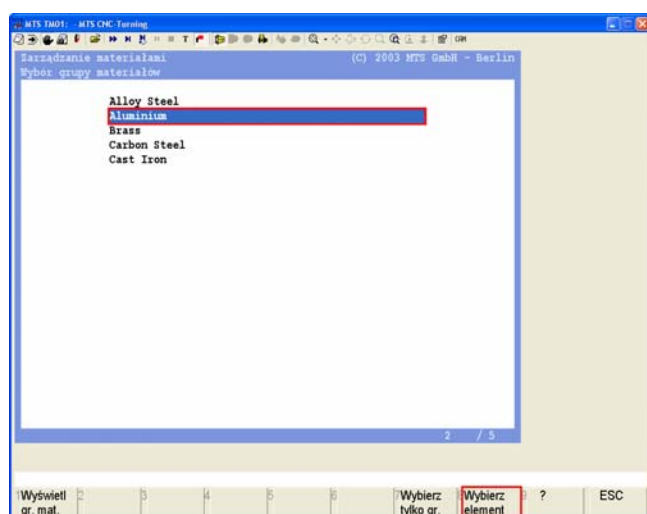 MTS TM01: - MTS CNC-Turning
Zarządzanie materiałami (C) 2003 MTS GmbH - Berlin
Wybór grupy materiałów
Alloy Steel
Aluminium
Brass
Carbon Steel
Cast Iron
2 / 5
1 Wyświetl gr. mat. 2 3 4 5 6 7 Wybierz tylko gr. 8 Wybierz element 9 ? ESC